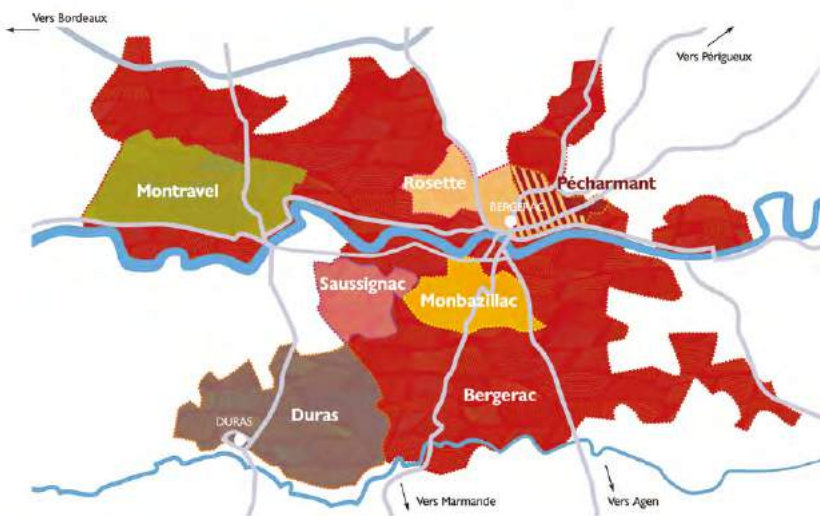 Vers Bordeaux
Vers Périgueux
Montravel
Rosette
Pécharmant
BERGERAC
Saussignac
Monbazillac
Bergerac
Duras
DURAS
Vers Marmande
Vers Agen